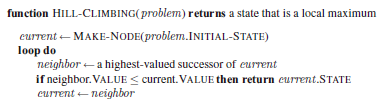 function HILL-CLIMBING(problem) returns a state that is a local maximum
current ← MAKE-NODE(problem.INITIAL-STATE)
loop do
neighbor ← a highest-valued successor of current
if neighbor.VALUE ≤ current.VALUE then return current.STATE
current ← neighbor